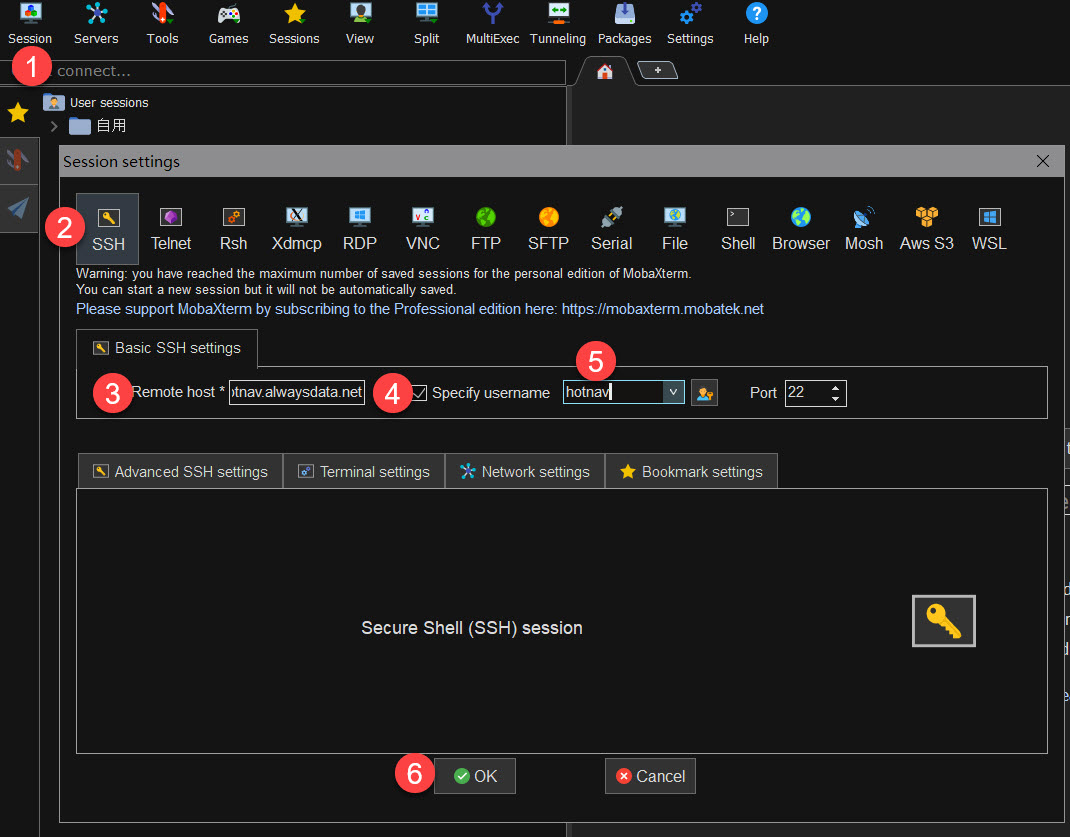 Session Servers Tools Games Sessions View Split MultiExec Tunneling Packages Settings Help
1 connect...
User sessions
自用
Session settings
2 SSH Telnet Rsh Xdmcp RDP VNC FTP SFTP Serial File Shell Browser Mosh Aws S3 WSL
Warning: you have reached the maximum number of saved sessions for the personal edition of MobaXterm.
You can start a new session but it will not be automatically saved.
Please support MobaXterm by subscribing to the Professional edition here: https://mobaxterm.mobatek.net
Basic SSH settings
5
3 Remote host * otnav.alwaysdata.net 4 Specify username hotnav Port 22
Advanced SSH settings Terminal settings Network settings Bookmark settings
Secure Shell (SSH) session
6 OK Cancel